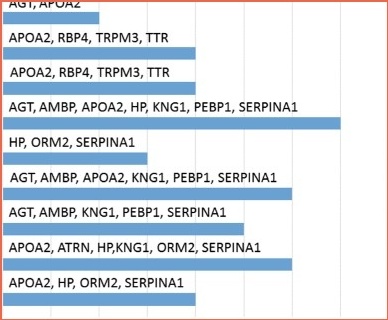 AGT, APOA2
APOA2, RBP4, TRPM3, TTR
APOA2, RBP4, TRPM3, TTR
AGT, AMBP, APOA2, HP, KNG1, PEBP1, SERPINA1
HP, ORM2, SERPINA1
AGT, AMBP, APOA2, KNG1, PEBP1, SERPINA1
AGT, AMBP, KNG1, PEBP1, SERPINA1
APOA2, ATRN, HP,KNG1, ORM2, SERPINA1
APOA2, HP, ORM2, SERPINA1